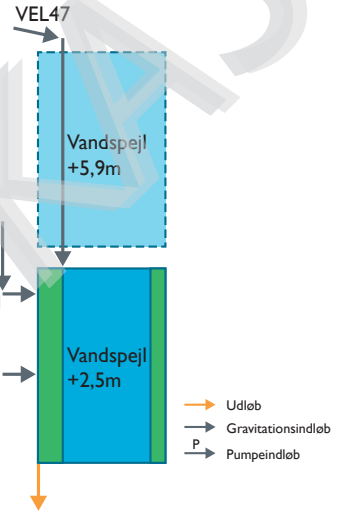 VEL47
Vandspejl
+5,9m
Vandspejl
+2,5m
Udløb
Gravitationsindløb
P
Pumpeindløb